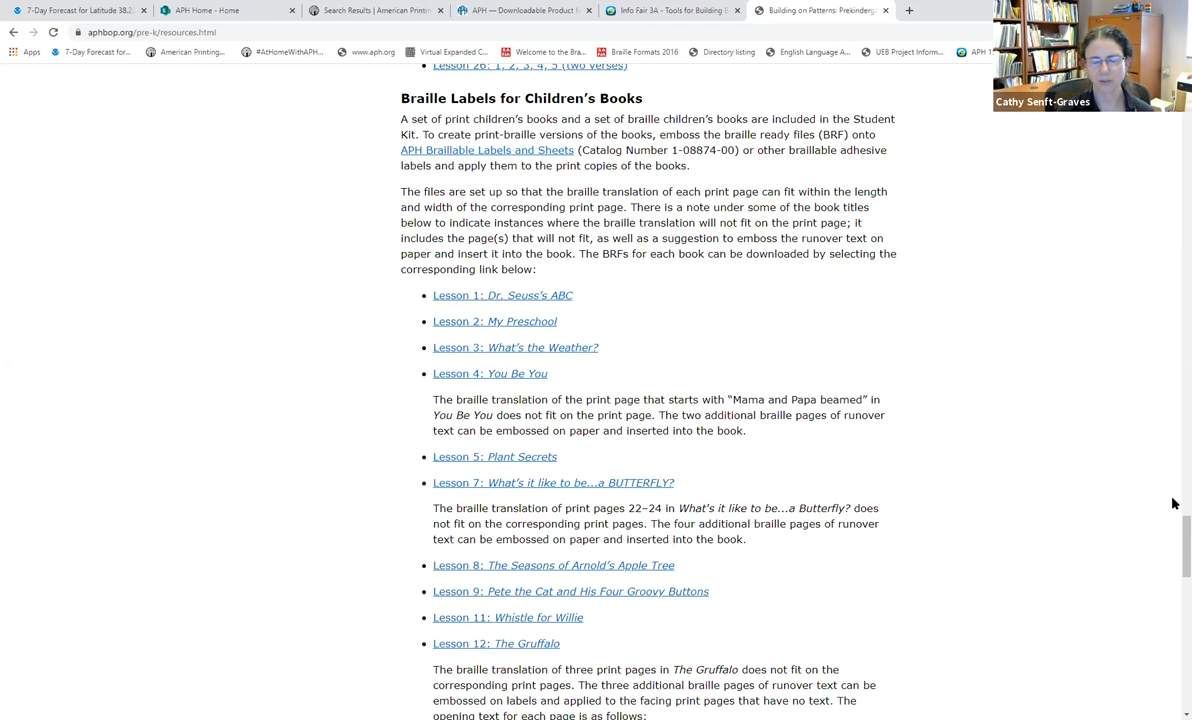 7-Day Forecast for Latitude 38.2
APH Home - Home
Search Results | American Printin
APH — Downloadable Product
Info Fair 3A - Tools for Building B
Building on Patterns: Prekinderg
aphbop.org/pre-k/resources.html
Apps
7-Day Forecast for...
American Printing...
#AtHomeWithAPH...
www.aph.org
Virtual Expanded C...
Welcome to the Bra...
Braille Formats 2016
Directory listing
English Language A...
UEB Project Inform...
APH 1
Cathy Senft-Graves
Lesson 26: 1, 2, 3, 4, 5 (two verses)
Braille Labels for Children’s Books
A set of print children’s books and a set of braille children’s books are included in the Student
Kit. To create print-braille versions of the books, emboss the braille ready files (BRF) onto
APH Braillable Labels and Sheets (Catalog Number 1-08874-00) or other braillable adhesive
labels and apply them to the print copies of the books.
The files are set up so that the braille translation of each print page can fit within the length
and width of the corresponding print page. There is a note under some of the book titles
below to indicate instances where the braille translation will not fit on the print page; it
includes the page(s) that will not fit, as well as a suggestion to emboss the runover text on
paper and insert it into the book. The BRFs for each book can be downloaded by selecting the
corresponding link below:
• Lesson 1: Dr. Seuss’s ABC
• Lesson 2: My Preschool
• Lesson 3: What’s the Weather?
• Lesson 4: You Be You
The braille translation of the print page that starts with “Mama and Papa beamed” in
You Be You does not fit on the print page. The two additional braille pages of runover
text can be embossed on paper and inserted into the book.
• Lesson 5: Plant Secrets
• Lesson 7: What’s it like to be...a BUTTERFLY?
The braille translation of print pages 22–24 in What's it like to be...a Butterfly? does
not fit on the corresponding print pages. The four additional braille pages of runover
text can be embossed on paper and inserted into the book.
• Lesson 8: The Seasons of Arnold’s Apple Tree
• Lesson 9: Pete the Cat and His Four Groovy Buttons
• Lesson 11: Whistle for Willie
• Lesson 12: The Gruffalo
The braille translation of three print pages in The Gruffalo does not fit on the
corresponding print pages. The three additional braille pages of runover text can be
embossed on labels and applied to the facing print pages that have no text. The
opening text for each page is as follows: